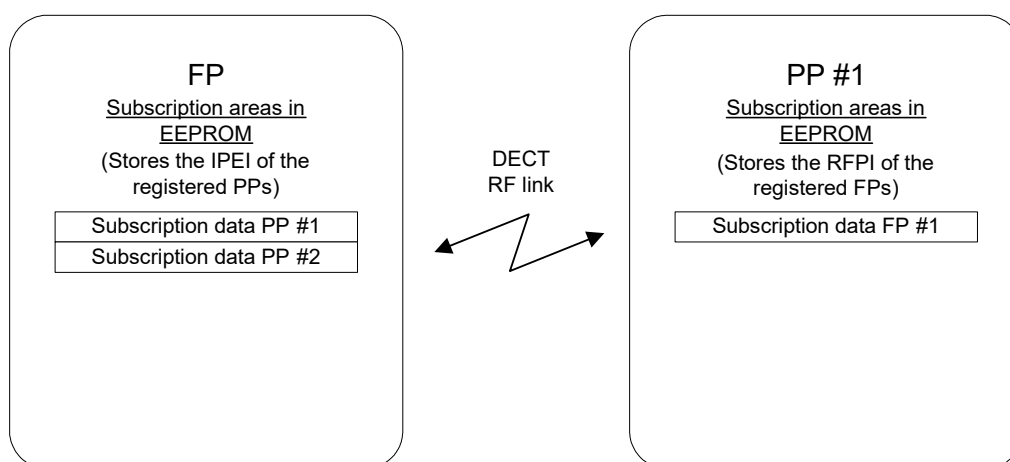 FP
Subscription areas in
EEPROM
(Stores the IPEI of the
registered PPs)
Subscription data PP #1
Subscription data PP #2
DECT
RF link
PP #1
Subscription areas in
EEPROM
(Stores the RFPI of the
registered FPs)
Subscription data FP #1